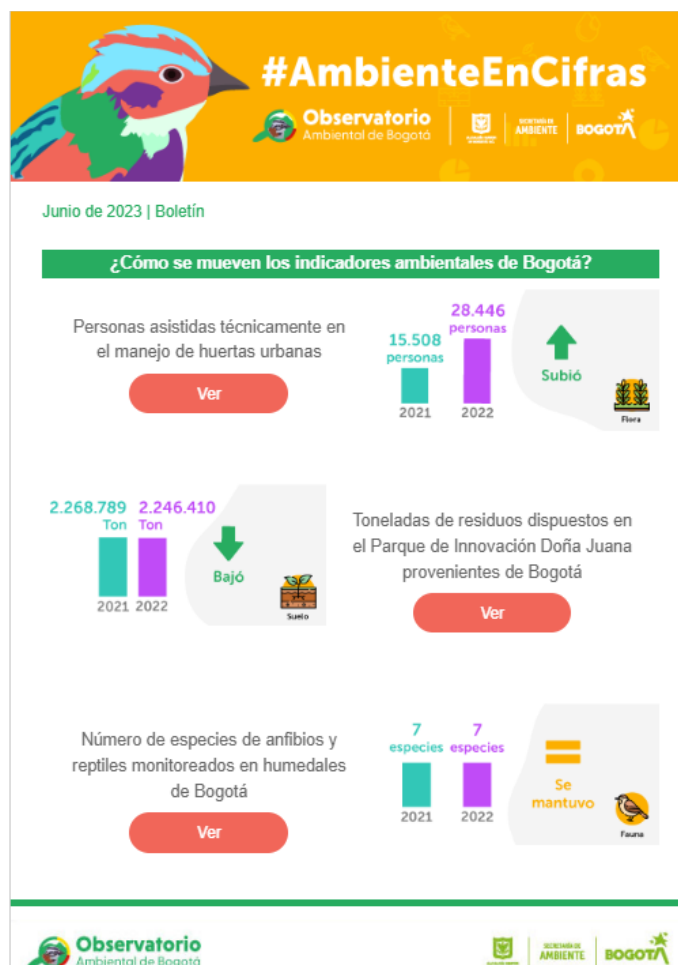 #AmbienteEnCifras
Observatorio
Ambiental de Bogotá
SECRETARÍA DE
AMBIENTE
BOGOTÁ
Junio de 2023 | Boletín
¿Cómo se mueven los indicadores ambientales de Bogotá?
Personas asistidas técnicamente en
el manejo de huertas urbanas
Ver
15.508
personas
2021
28.446
personas
2022
Subió
Flora
2.268.789
Ton
2021
2.246.410
Ton
2022
Bajó
Suelo
Toneladas de residuos dispuestos en
el Parque de Innovación Doña Juana
provenientes de Bogotá
Ver
Número de especies de anfibios y
reptiles monitoreados en humedales
de Bogotá
Ver
7
especies
2021
7
especies
2022
Se
mantuvo
Fauna
Observatorio
Ambiental de Bogotá
SECRETARÍA DE
AMBIENTE
BOGOTÁ